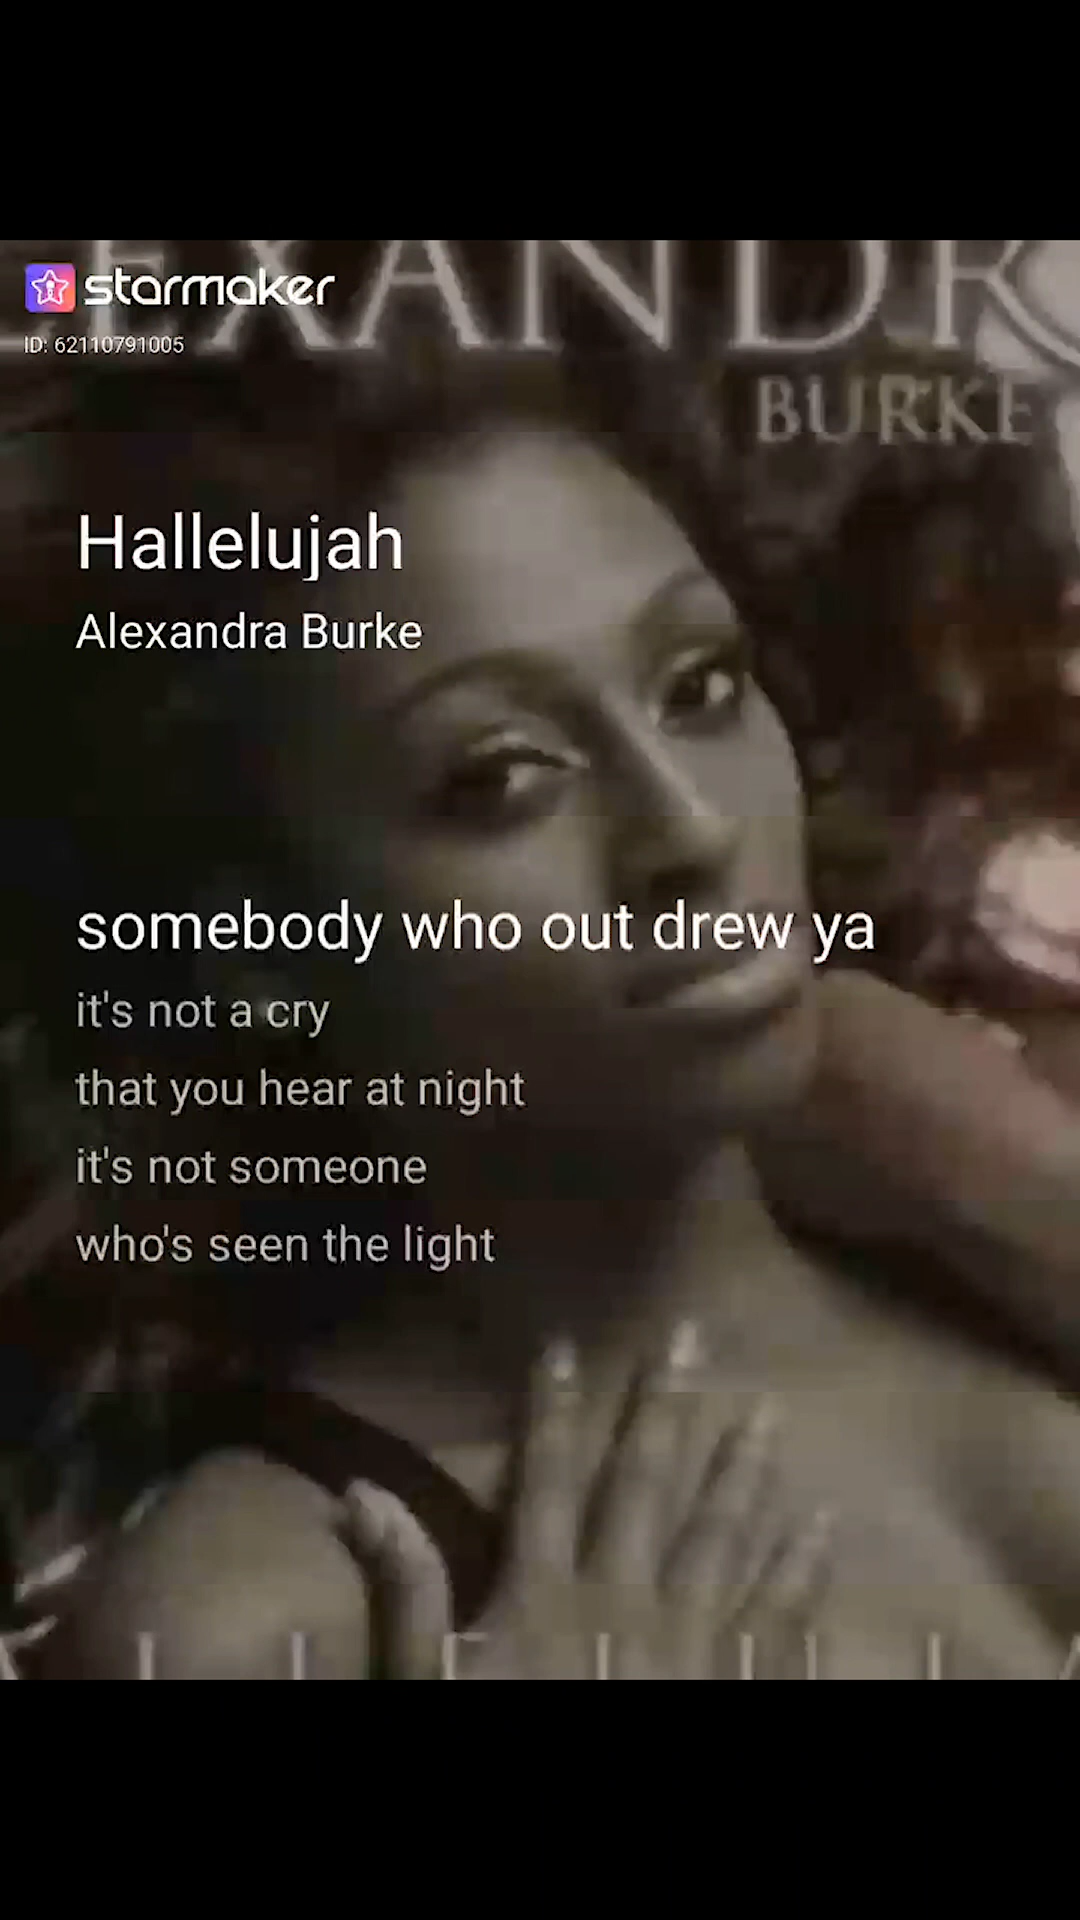 EXANDR
starmaker
ID: 62110791005
BURKE
Hallelujah
Alexandra Burke
somebody who out drew ya
it's not a cry
that you hear at night
it's not someone
who's seen the light